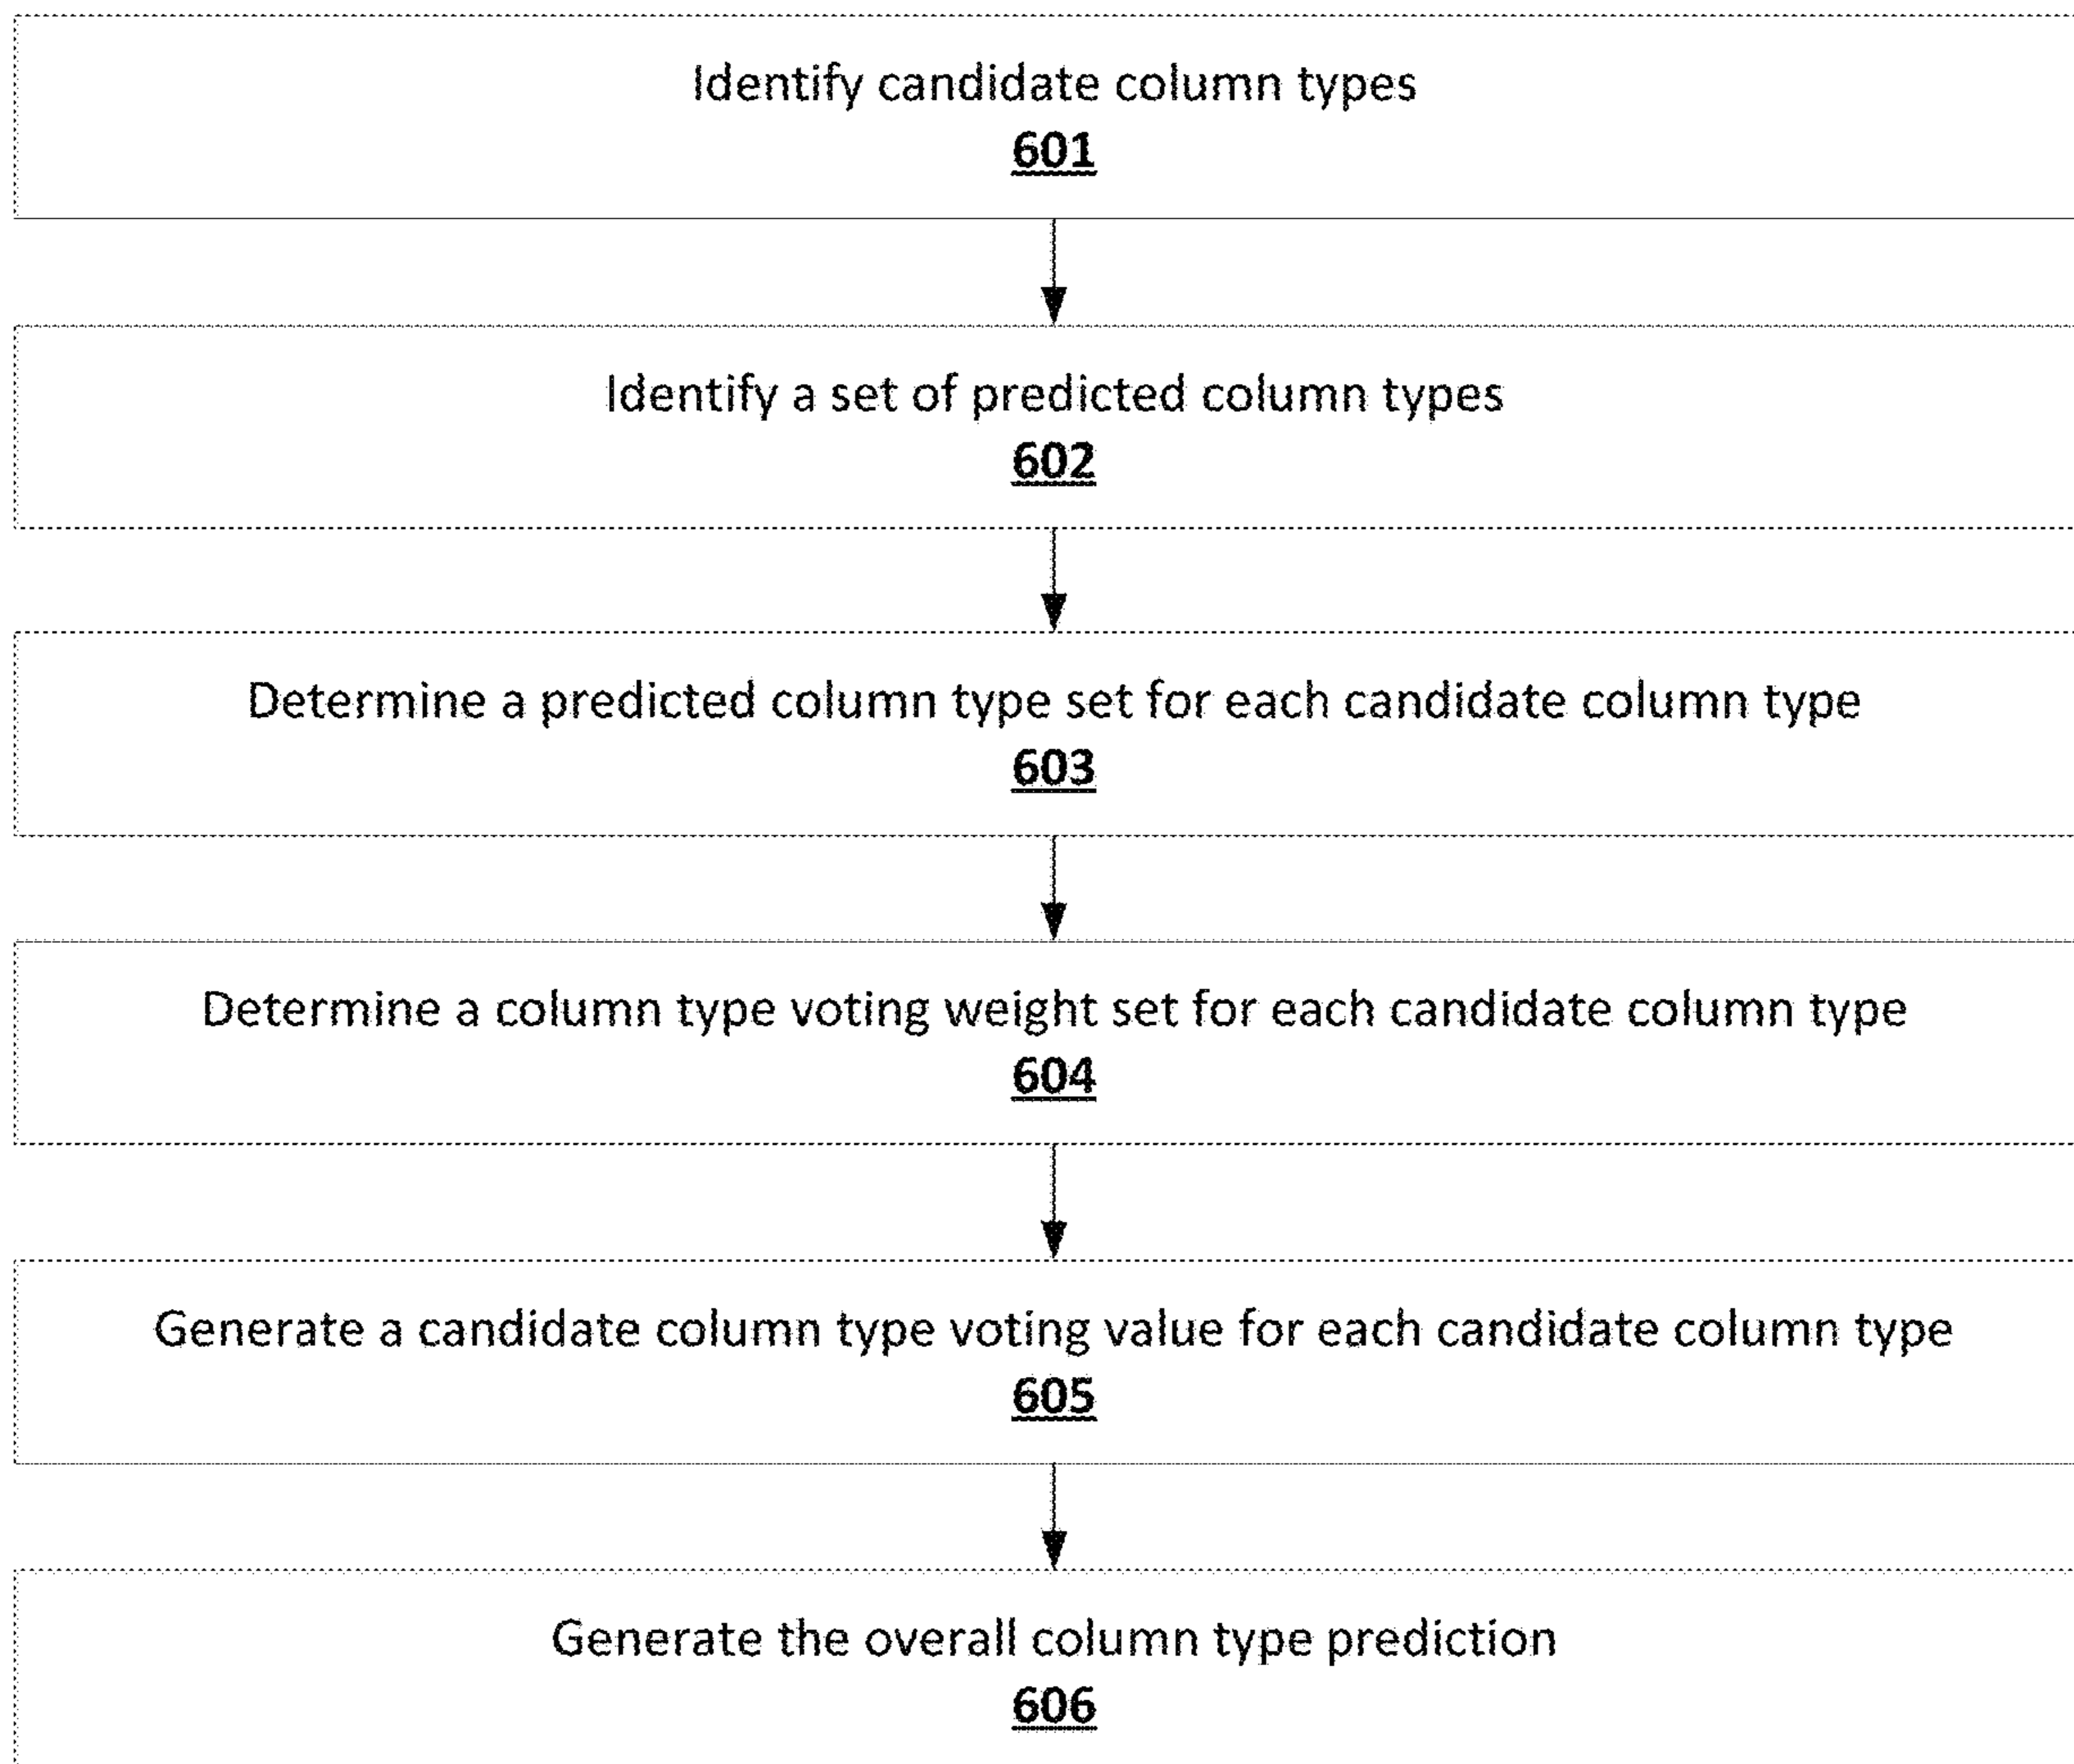 Identify candidate column types
601
Identify a set of predicted column types
602
Determine a predicted column type set for each candidate column type
603
Determine a column type voting weight set for each candidate column type
604
Generate a candidate column type voting value for each candidate column type
605
Generate the overall column type prediction
606